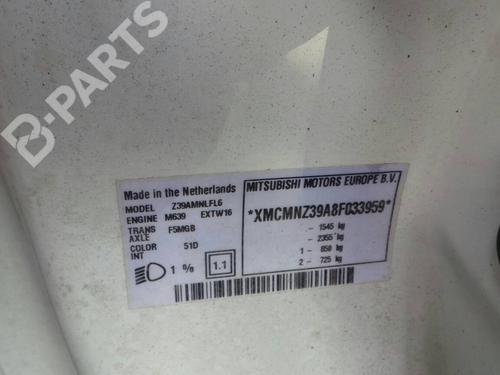 B-PARTS
Made in the Netherlands
MODEL Z39AMNLFL6
ENGINE M639 EXTW16
TRANS AXLE F5MGB
COLOR INT 51D
1 % 1.1
MITSUBISHI MOTORS EUROPE B.V.
*XMCMNZ39A8F033959*
- 1545 kg
- 2355 kg
1 - 850 kg
2 - 725 kg